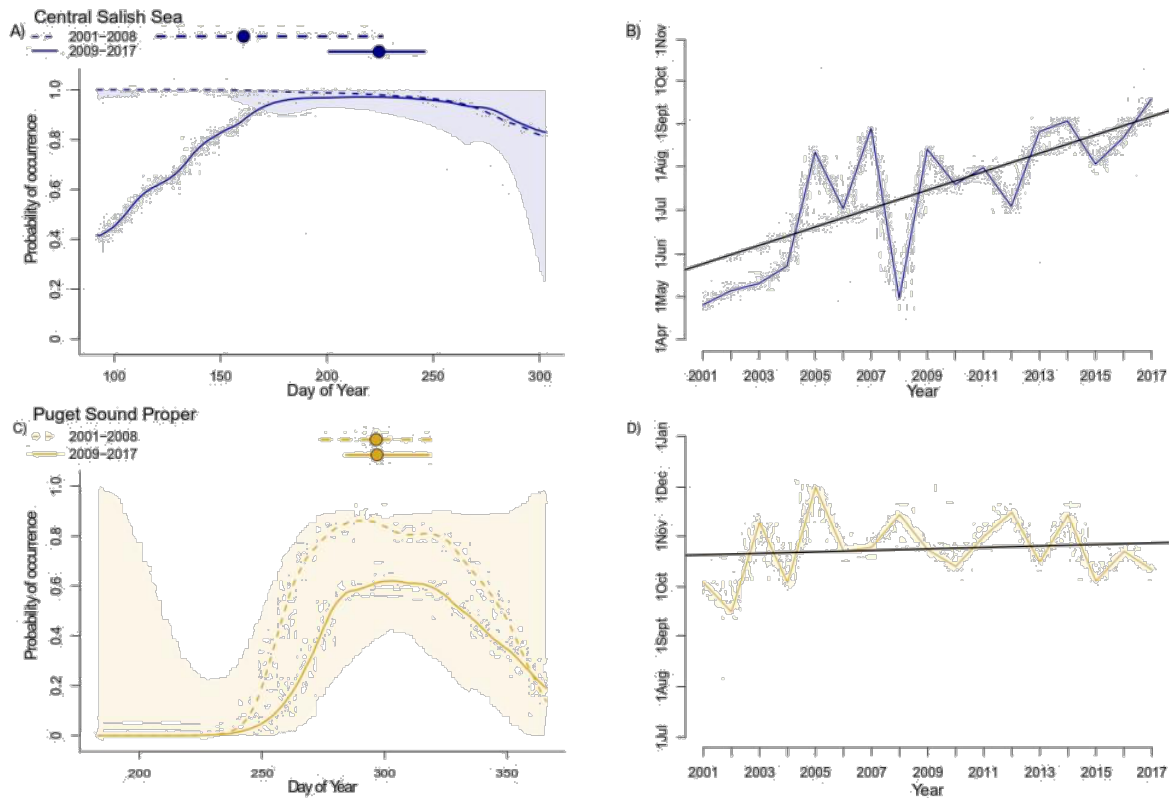 Central Salish Sea
A)
2001−2008
2009−2017
Probability of occurrence
1.0
0.8
0.6
0.4
0.2
0
100
150
200
250
300
Day of Year
B)
1Nov
1Oct
1Sept
1Aug
1Jul
1Jun
1May
1Apr
2001
2003
2005
2007
2009
2011
2013
2015
2017
Year
Puget Sound Proper
C)
2001−2008
2009−2017
Probability of occurrence
1.0
0.8
0.6
0.4
0.2
0
200
250
300
350
Day of Year
D)
1Jan
1Dec
1Nov
1Oct
1Sept
1Aug
1Jul
2001
2003
2005
2007
2009
2011
2013
2015
2017
Year